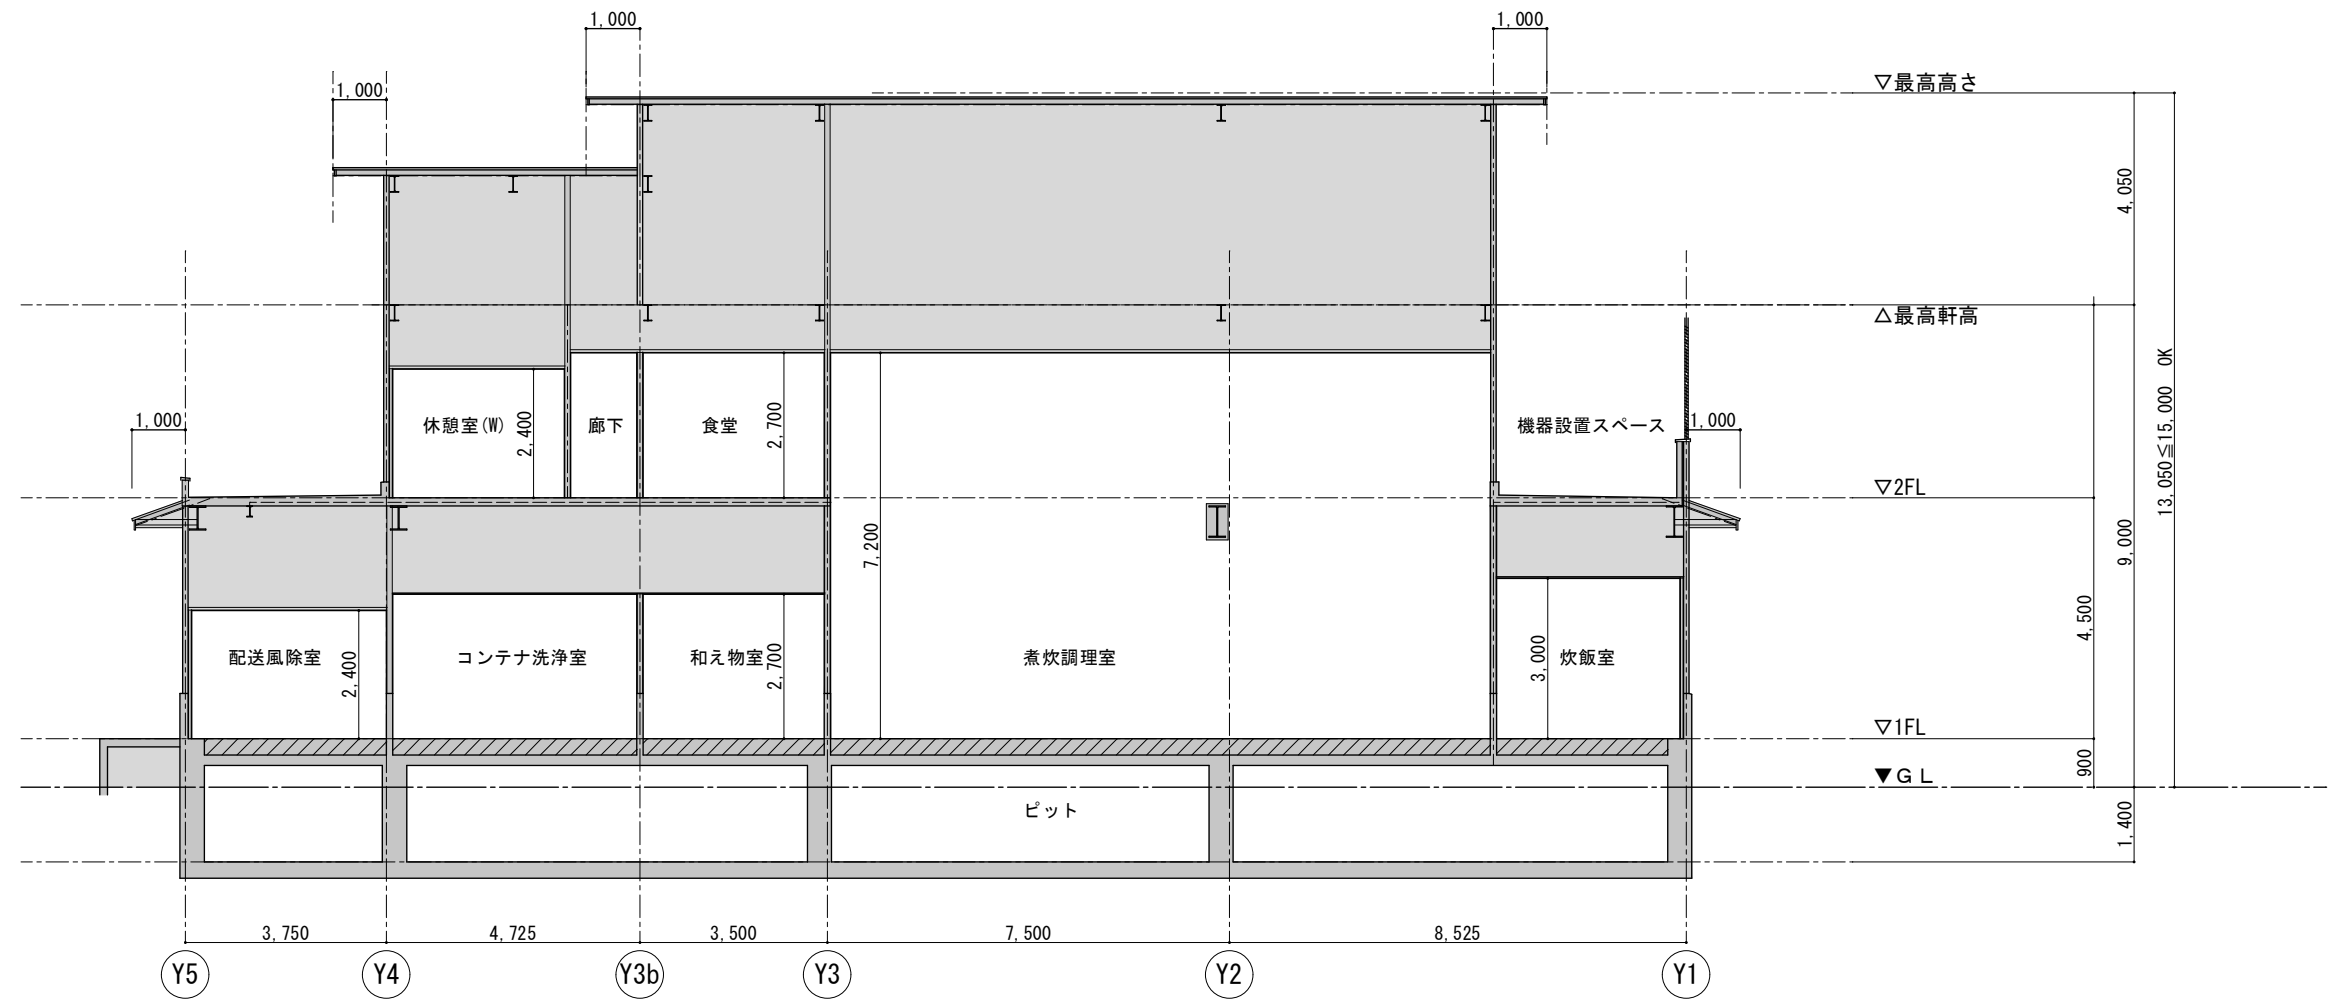 1,000
1,000
▽最高高さ
1,000
4,050
△最高軒高
13,050≦15,000 OK
1,000
休憩室(W)
2,400
廊下
食堂
2,700
機器設置スペース
1,000
▽2FL
7,200
9,000
4,500
配送風除室
2,400
コンテナ洗浄室
和え物室
2,700
煮炊調理室
3,000
炊飯室
▽1FL
900
▼GL
ピット
1,400
3,750
4,725
3,500
7,500
8,525
Y5
Y4
Y3b
Y3
Y2
Y1